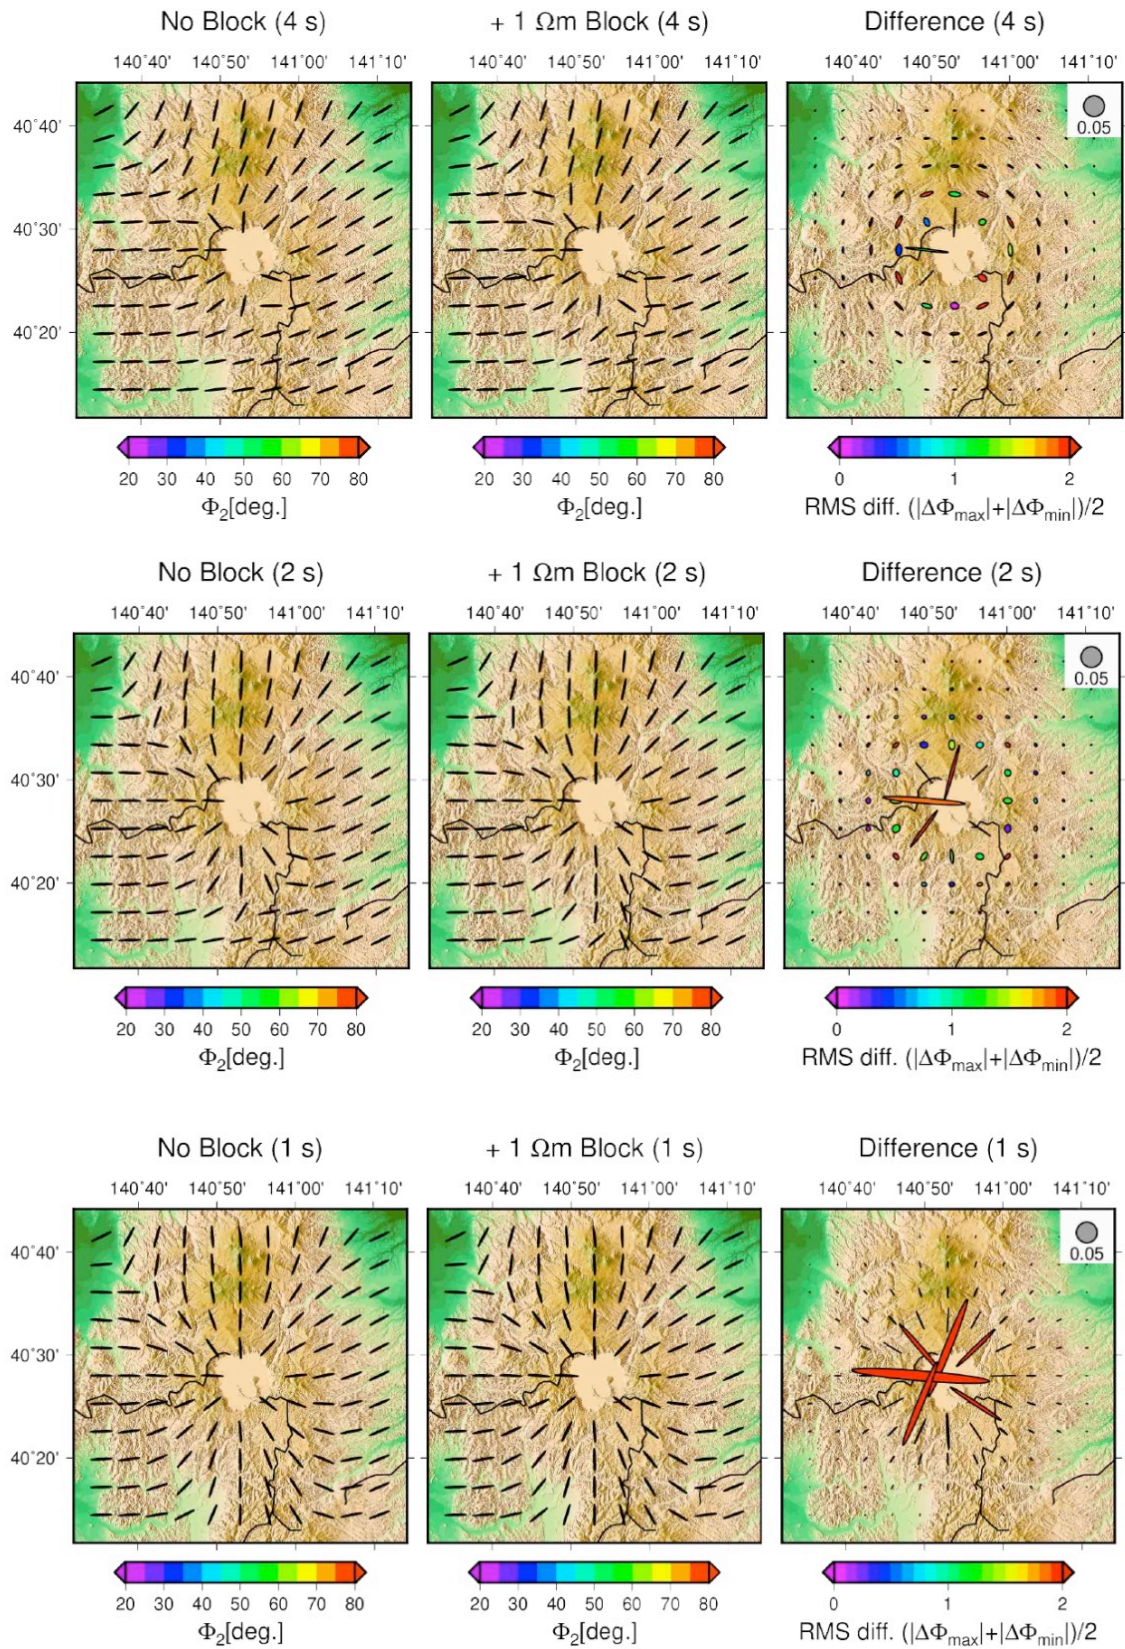 No Block (4 s) + 1 Ωm Block (4 s) Difference (4 s)
140˚40' 140˚50' 141˚00' 141˚10' 140˚40' 140˚50' 141˚00' 141˚10' 140˚40' 140˚50' 141˚00' 141˚10'
40˚40'
40˚30'
40˚20'
0.05
20 30 40 50 60 70 80 20 30 40 50 60 70 80 0 1 2
Φ2[deg.] Φ2[deg.] RMS diff. (|ΔΦmax|+|ΔΦmin|)/2
No Block (2 s) + 1 Ωm Block (2 s) Difference (2 s)
140˚40' 140˚50' 141˚00' 141˚10' 140˚40' 140˚50' 141˚00' 141˚10' 140˚40' 140˚50' 141˚00' 141˚10'
40˚40'
40˚30'
40˚20'
0.05
20 30 40 50 60 70 80 20 30 40 50 60 70 80 0 1 2
Φ2[deg.] Φ2[deg.] RMS diff. (|ΔΦmax|+|ΔΦmin|)/2
No Block (1 s) + 1 Ωm Block (1 s) Difference (1 s)
140˚40' 140˚50' 141˚00' 141˚10' 140˚40' 140˚50' 141˚00' 141˚10' 140˚40' 140˚50' 141˚00' 141˚10'
40˚40'
40˚30'
40˚20'
0.05
20 30 40 50 60 70 80 20 30 40 50 60 70 80 0 1 2
Φ2[deg.] Φ2[deg.] RMS diff. (|ΔΦmax|+|ΔΦmin|)/2